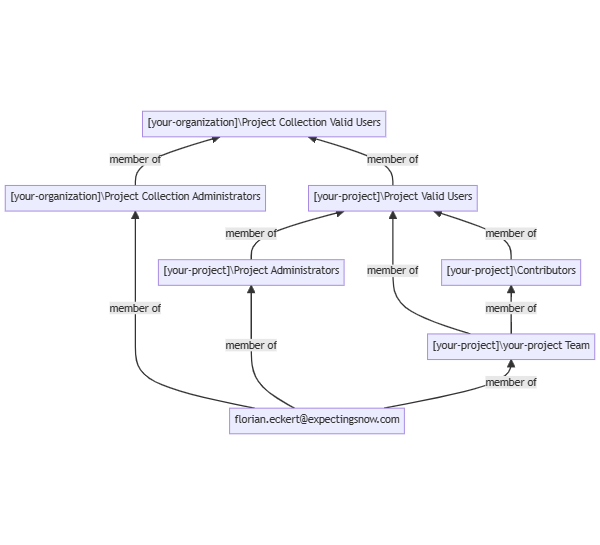 [your-organization]\Project Collection Valid Users
member of
member of
[your-organization]\Project Collection Administrators
[your-project]\Project Valid Users
member of
member of
[your-project]\Project Administrators
member of
[your-project]\Contributors
member of
member of
member of
[your-project]\your-project Team
member of
florian.eckert@expectingsnow.com